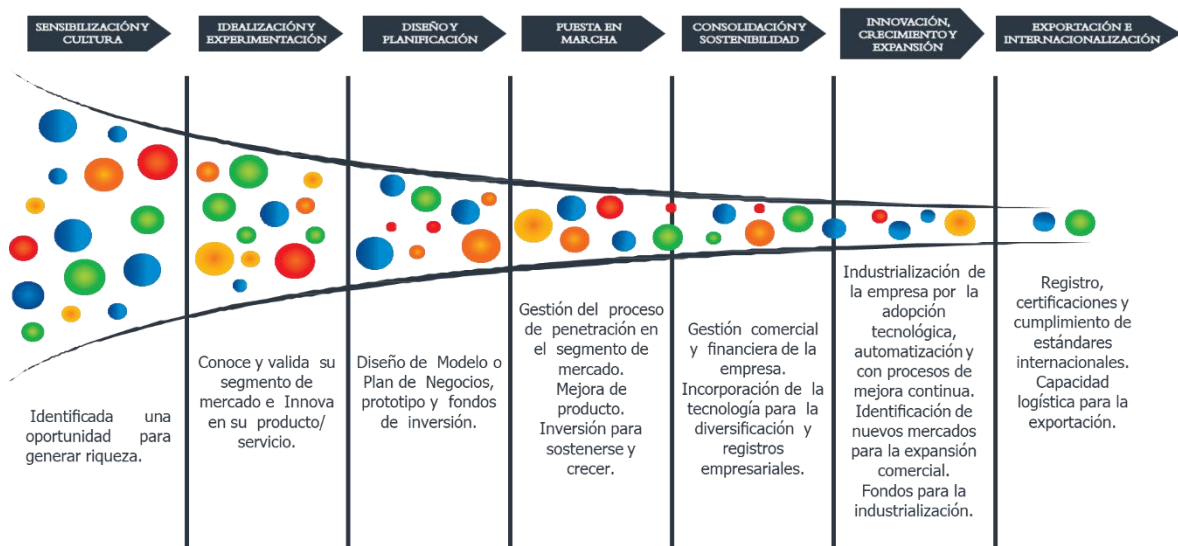 SENSIBILIZACIÓN Y
CULTURA
IDEALIZACIÓN Y
EXPERIMENTACIÓN
DISEÑO Y
PLANIFICACIÓN
PUESTA EN
MARCHA
CONSOLIDACIÓN Y
SOSTENIBILIDAD
INNOVACIÓN,
CRECIMIENTO Y
EXPANSIÓN
EXPORTACIÓN E
INTERNACIONALIZACIÓN
Identificada una
oportunidad para
generar riqueza.
Conoce y valida su
segmento de
mercado e Innova
en su producto/
servicio.
Diseño de Modelo o
Plan de Negocios,
prototipo y fondos
de inversión.
Gestión del proceso
de penetración en
el segmento de
mercado.
Mejora de
producto.
Inversión para
sostenerse y
crecer.
Gestión comercial
y financiera de la
empresa.
Incorporación de la
tecnología para la
diversificación y
registros
empresariales.
Industrialización de
la empresa por la
adopción
tecnológica,
automatización y
con procesos de
mejora continua.
Identificación de
nuevos mercados
para la expansión
comercial.
Fondos para la
industrialización.
Registro,
certificaciones y
cumplimiento de
estándares
internacionales.
Capacidad
logística para la
exportación.